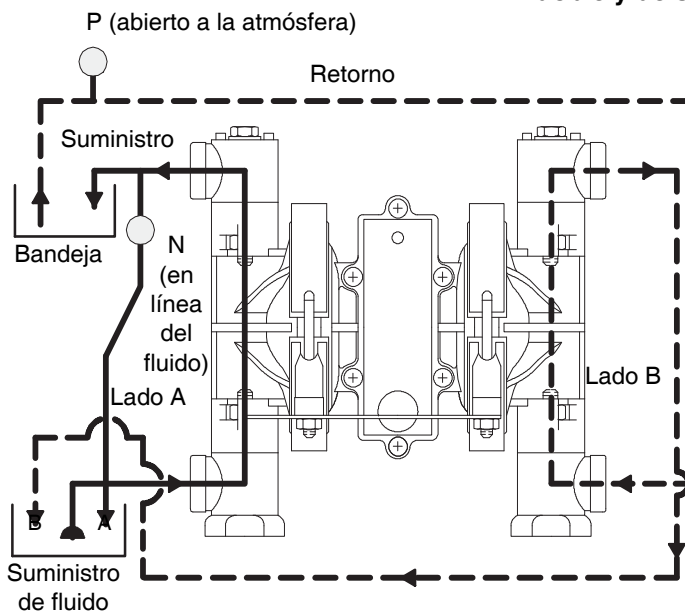 P (abierto a la atmósfera)
Retorno
Suministro
Bandeja
N
(en
línea
del
fluido)
Lado A
Lado B
B
A
Suministro
de fluido